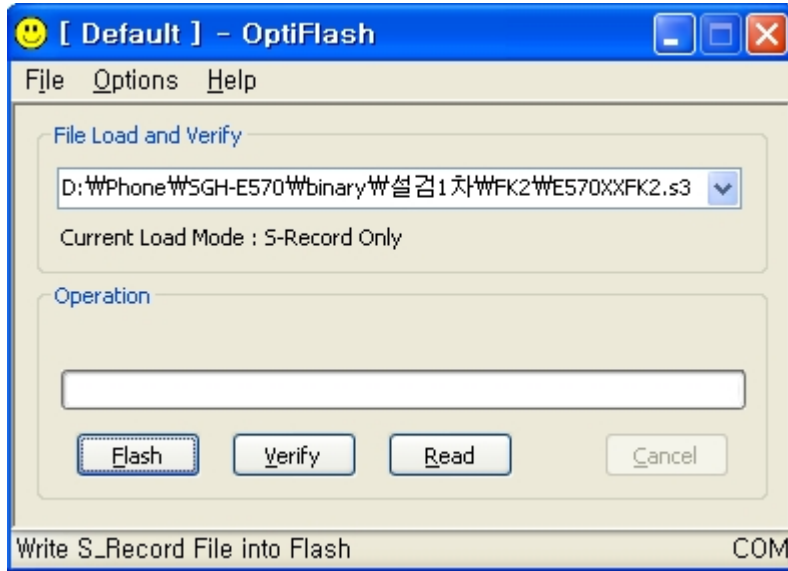 [ Default ] - OptiFlash
File Options Help
File Load and Verify
D:₩Phone₩SGH-E570₩binary₩설검1차₩FK2₩E570XXFK2.s3
Current Load Mode : S-Record Only
Operation
Flash Verify Read Cancel
Write S_Record File into Flash COM